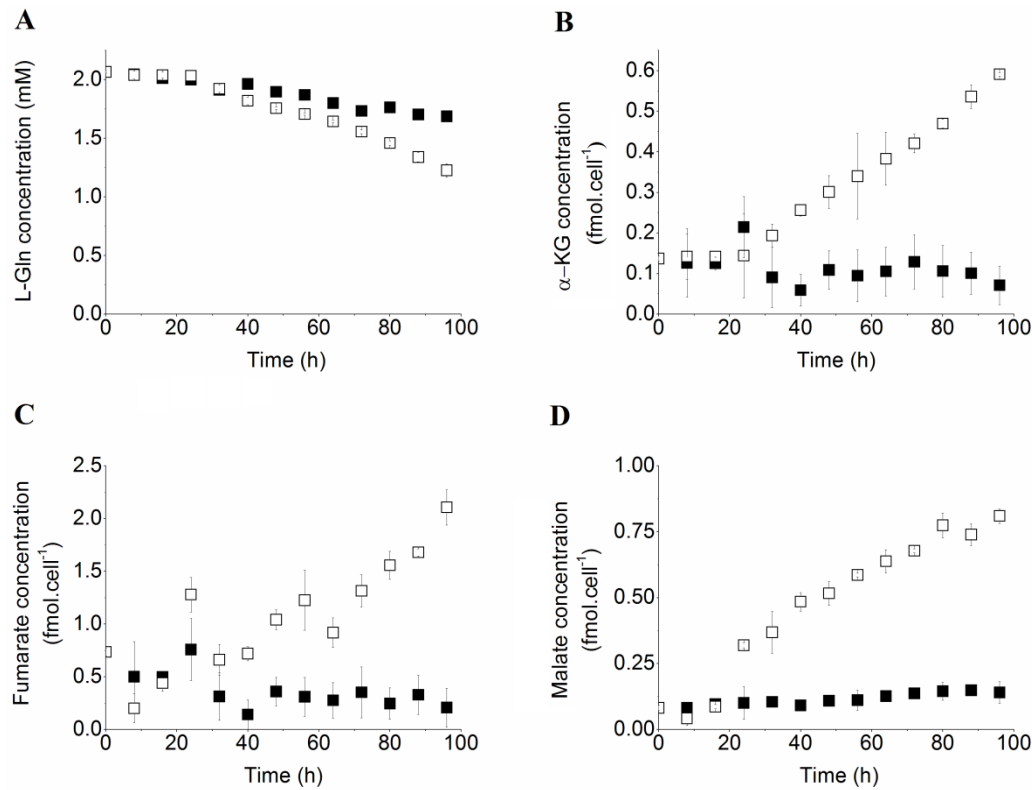 A
L-Gln concentration (mM)
2.0
1.5
1.0
0.5
0.0
0 20 40 60 80 100
Time (h)
B
α–KG concentration
(fmol.cell⁻¹)
0.6
0.5
0.4
0.3
0.2
0.1
0.0
0 20 40 60 80 100
Time (h)
C
Fumarate concentration
(fmol.cell⁻¹)
2.5
2.0
1.5
1.0
0.5
0.0
0 20 40 60 80 100
Time (h)
D
Malate concentration
(fmol.cell⁻¹)
1.00
0.75
0.50
0.25
0.00
0 20 40 60 80 100
Time (h)